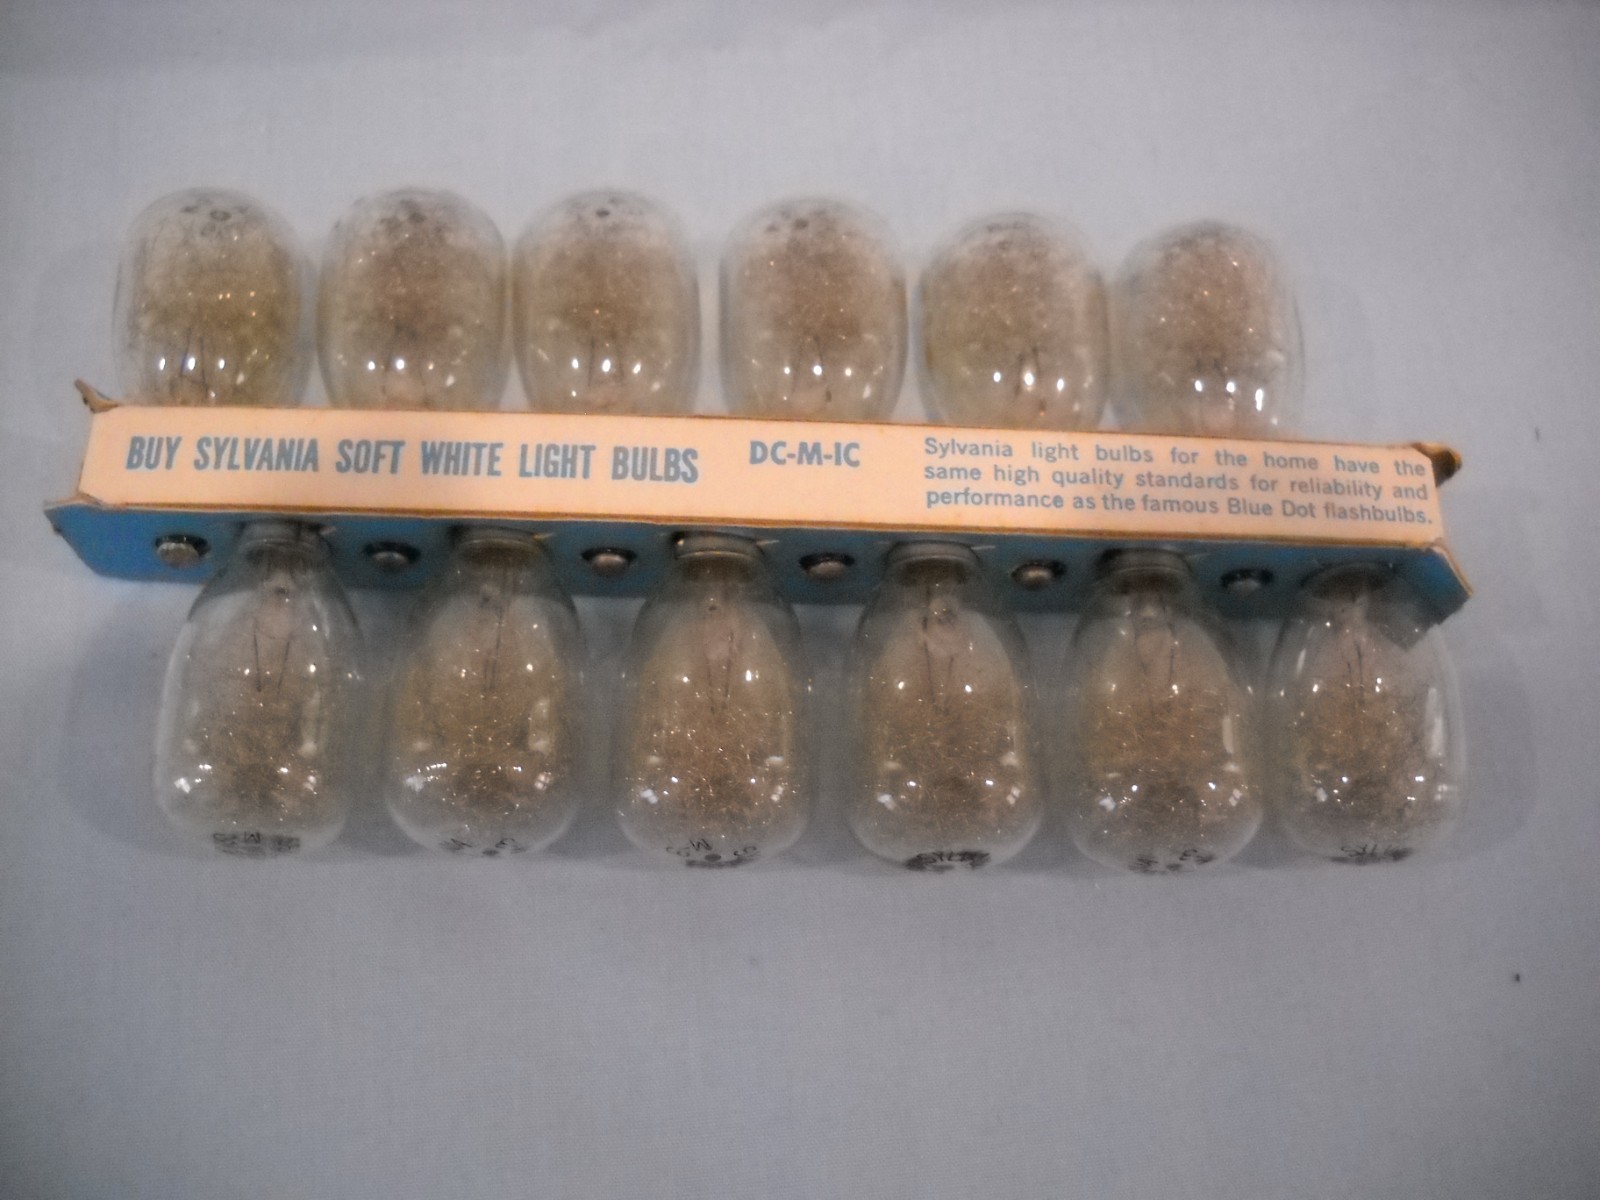 BUY SYLVANIA SOFT WHITE LIGHT BULBS
DC-M-IC
Sylvania light bulbs for the home have the
same high quality standards for reliability and
performance as the famous Blue Dot flashbulbs.
M-3